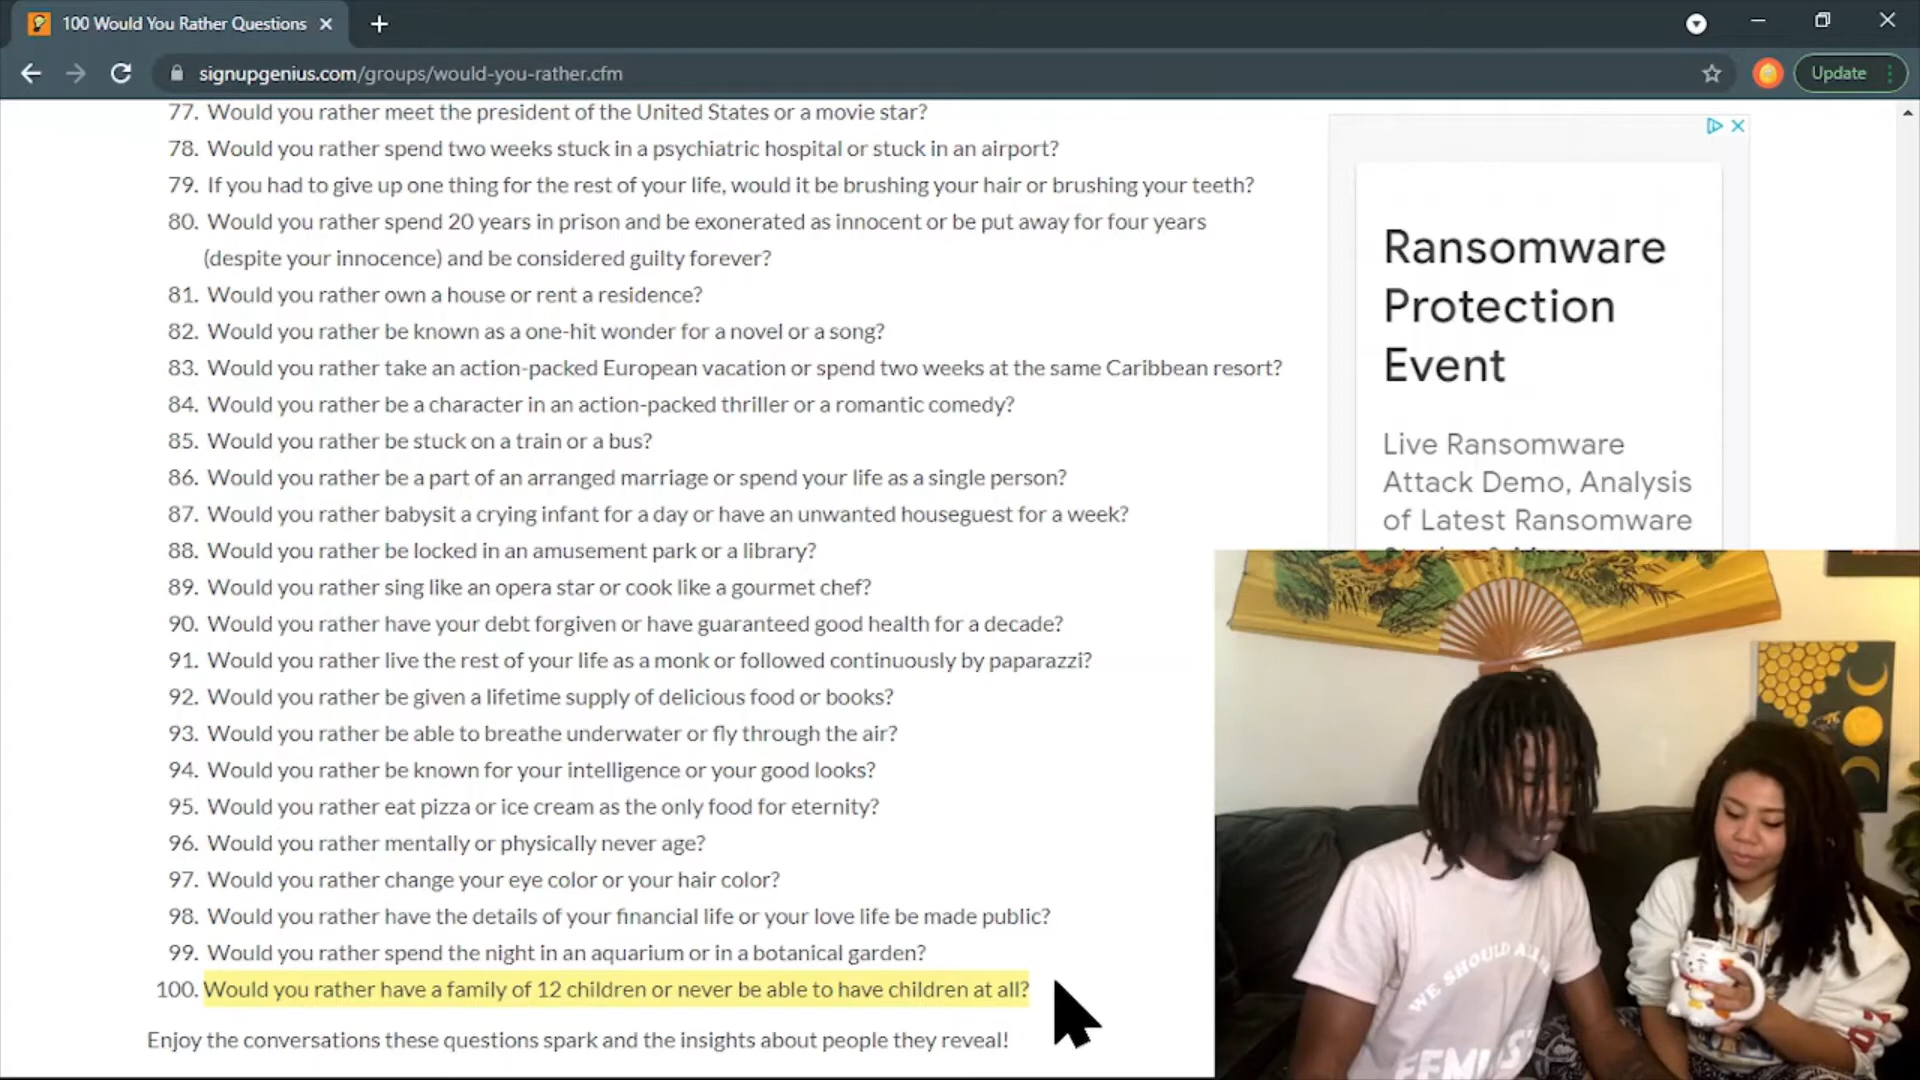 100 Would You Rather Questions
signupgenius.com/groups/would-you-rather.cfm
Update
77. Would you rather meet the president of the United States or a movie star?
78. Would you rather spend two weeks stuck in a psychiatric hospital or stuck in an airport?
79. If you had to give up one thing for the rest of your life, would it be brushing your hair or brushing your teeth?
80. Would you rather spend 20 years in prison and be exonerated as innocent or be put away for four years
(despite your innocence) and be considered guilty forever?
81. Would you rather own a house or rent a residence?
82. Would you rather be known as a one-hit wonder for a novel or a song?
83. Would you rather take an action-packed European vacation or spend two weeks at the same Caribbean resort?
84. Would you rather be a character in an action-packed thriller or a romantic comedy?
85. Would you rather be stuck on a train or a bus?
86. Would you rather be a part of an arranged marriage or spend your life as a single person?
87. Would you rather babysit a crying infant for a day or have an unwanted houseguest for a week?
88. Would you rather be locked in an amusement park or a library?
89. Would you rather sing like an opera star or cook like a gourmet chef?
90. Would you rather have your debt forgiven or have guaranteed good health for a decade?
91. Would you rather live the rest of your life as a monk or followed continuously by paparazzi?
92. Would you rather be given a lifetime supply of delicious food or books?
93. Would you rather be able to breathe underwater or fly through the air?
94. Would you rather be known for your intelligence or your good looks?
95. Would you rather eat pizza or ice cream as the only food for eternity?
96. Would you rather mentally or physically never age?
97. Would you rather change your eye color or your hair color?
98. Would you rather have the details of your financial life or your love life be made public?
99. Would you rather spend the night in an aquarium or in a botanical garden?
100. Would you rather have a family of 12 children or never be able to have children at all?
Enjoy the conversations these questions spark and the insights about people they reveal!
Ransomware
Protection
Event
Live Ransomware
Attack Demo, Analysis
of Latest Ransomware
WE SHOULD